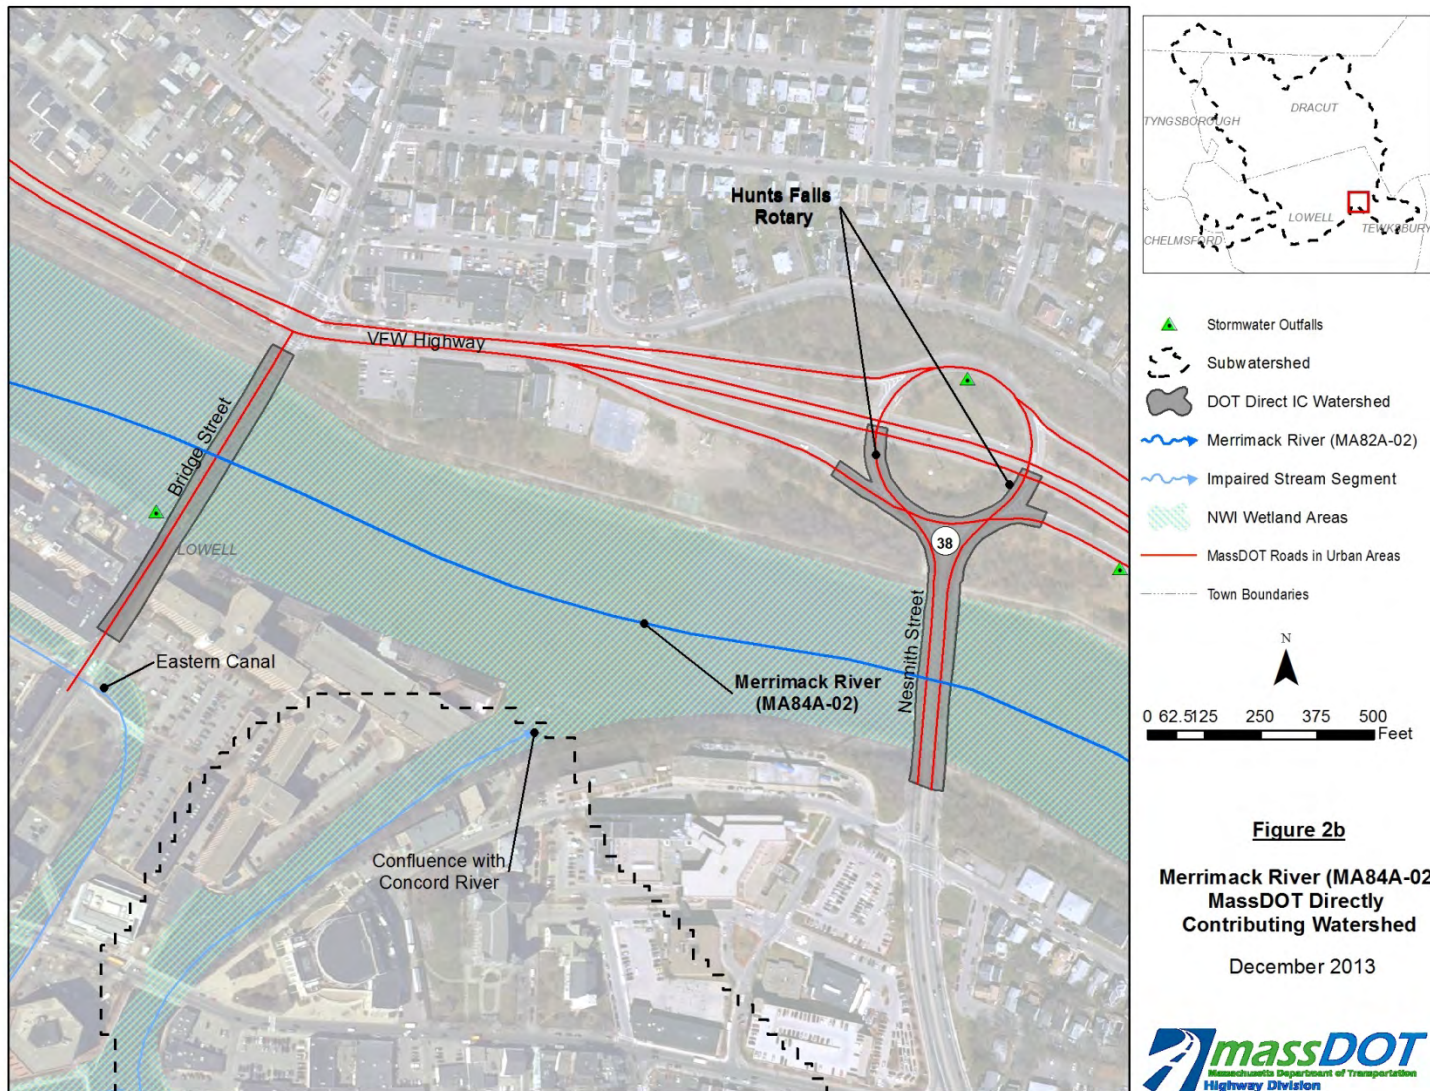 Hunts Falls
Rotary
VFW Highway
Bridge Street
LOWELL
38
Nesmith Street
Eastern Canal
Merrimack River
(MA84A-02)
Confluence with
Concord River
DRACUT
TYNGSBOROUGH
LOWELL
TEWKSBURY
CHELMSFORD
Stormwater Outfalls
Subwatershed
DOT Direct IC Watershed
Merrimack River (MA82A-02)
Impaired Stream Segment
NWI Wetland Areas
MassDOT Roads in Urban Areas
Town Boundaries
N
0 62.5 125 250 375 500
Feet
Figure 2b
Merrimack River (MA84A-02
MassDOT Directly
Contributing Watershed
December 2013
massDOT
Massachusetts Department of Transportation
Highway Division